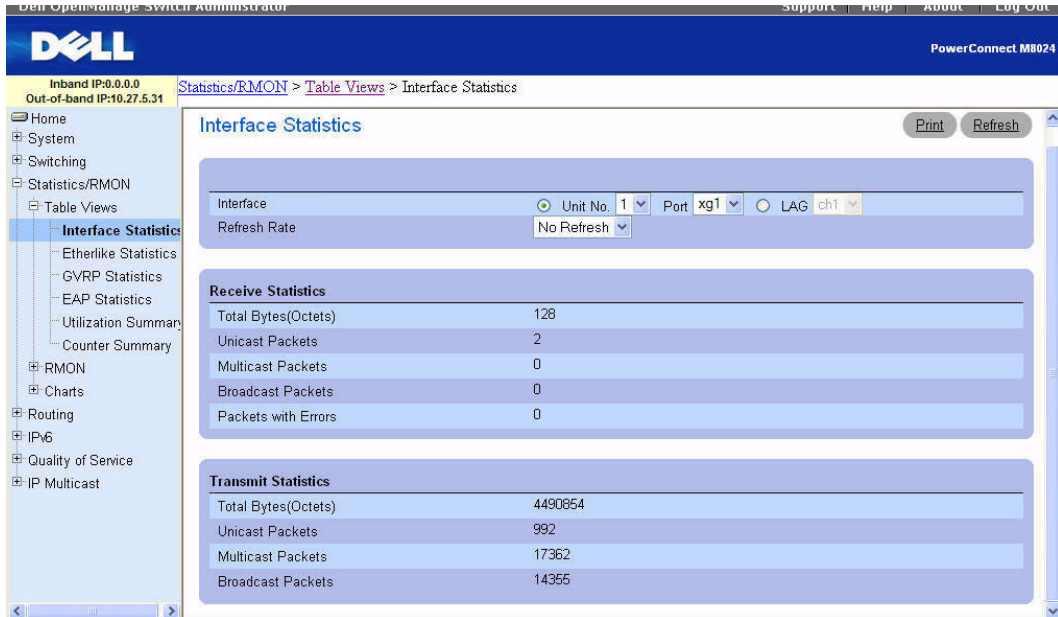 Dell OpenManage Switch Administrator
Support Help About Log Out
DELL
PowerConnect M8024
Inband IP:0.0.0.0
Out-of-band IP:10.27.5.31
Statistics/RMON > Table Views > Interface Statistics
Home
System
Switching
Statistics/RMON
Table Views
Interface Statistics
Etherlike Statistics
GVRP Statistics
EAP Statistics
Utilization Summary
Counter Summary
RMON
Charts
Routing
IPv6
Quality of Service
IP Multicast
Interface Statistics
Print Refresh
Interface Unit No. 1 Port xg1 LAG ch1
Refresh Rate No Refresh
Receive Statistics
Total Bytes(Octets) 128
Unicast Packets 2
Multicast Packets 0
Broadcast Packets 0
Packets with Errors 0
Transmit Statistics
Total Bytes(Octets) 4490854
Unicast Packets 992
Multicast Packets 17362
Broadcast Packets 14355